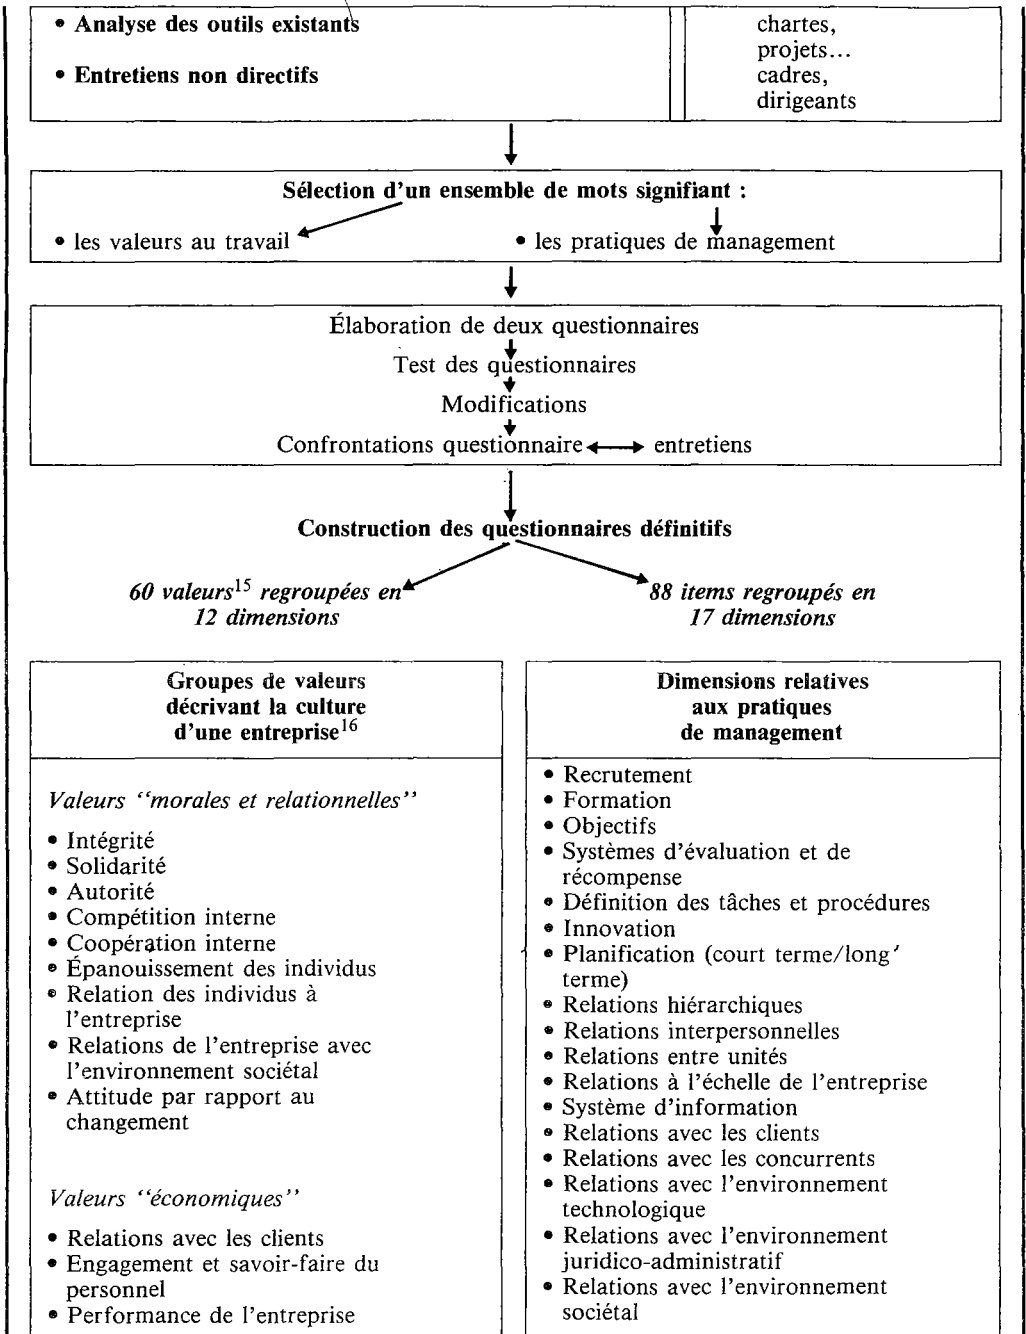 • Analyse des outils existants
• Entretiens non directifs
chartes,
projets...
cadres,
dirigeants
Sélection d'un ensemble de mots signifiant :
• les valeurs au travail
• les pratiques de management
Élaboration de deux questionnaires
Test des questionnaires
Modifications
Confrontations questionnaire ↔ entretiens
Construction des questionnaires définitifs
60 valeurs15 regroupées en
12 dimensions
88 items regroupés en
17 dimensions
Groupes de valeurs
décrivant la culture
d'une entreprise16
Valeurs ''morales et relationnelles''
• Intégrité
• Solidarité
• Autorité
• Compétition interne
• Coopération interne
• Épanouissement des individus
• Relation des individus à
l'entreprise
• Relations de l'entreprise avec
l'environnement sociétal
• Attitude par rapport au
changement
Valeurs ''économiques''
• Relations avec les clients
• Engagement et savoir-faire du
personnel
• Performance de l'entreprise
Dimensions relatives
aux pratiques
de management
• Recrutement
• Formation
• Objectifs
• Systèmes d'évaluation et de
récompense
• Définition des tâches et procédures
• Innovation
• Planification (court terme/long
terme)
• Relations hiérarchiques
• Relations interpersonnelles
• Relations entre unités
• Relations à l'échelle de l'entreprise
• Système d'information
• Relations avec les clients
• Relations avec les concurrents
• Relations avec l'environnement
technologique
• Relations avec l'environnement
juridico-administratif
• Relations avec l'environnement
sociétal